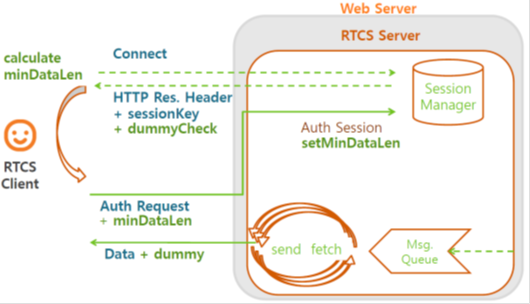 Web Server
RTCS Server
calculate
minDataLen
Connect
HTTP Res. Header
+ sessionKey
+ dummyCheck
Session
Manager
Auth Session
setMinDataLen
RTCS
Client
Auth Request
+ minDataLen
Data + dummy
send fetch
Msg.
Queue